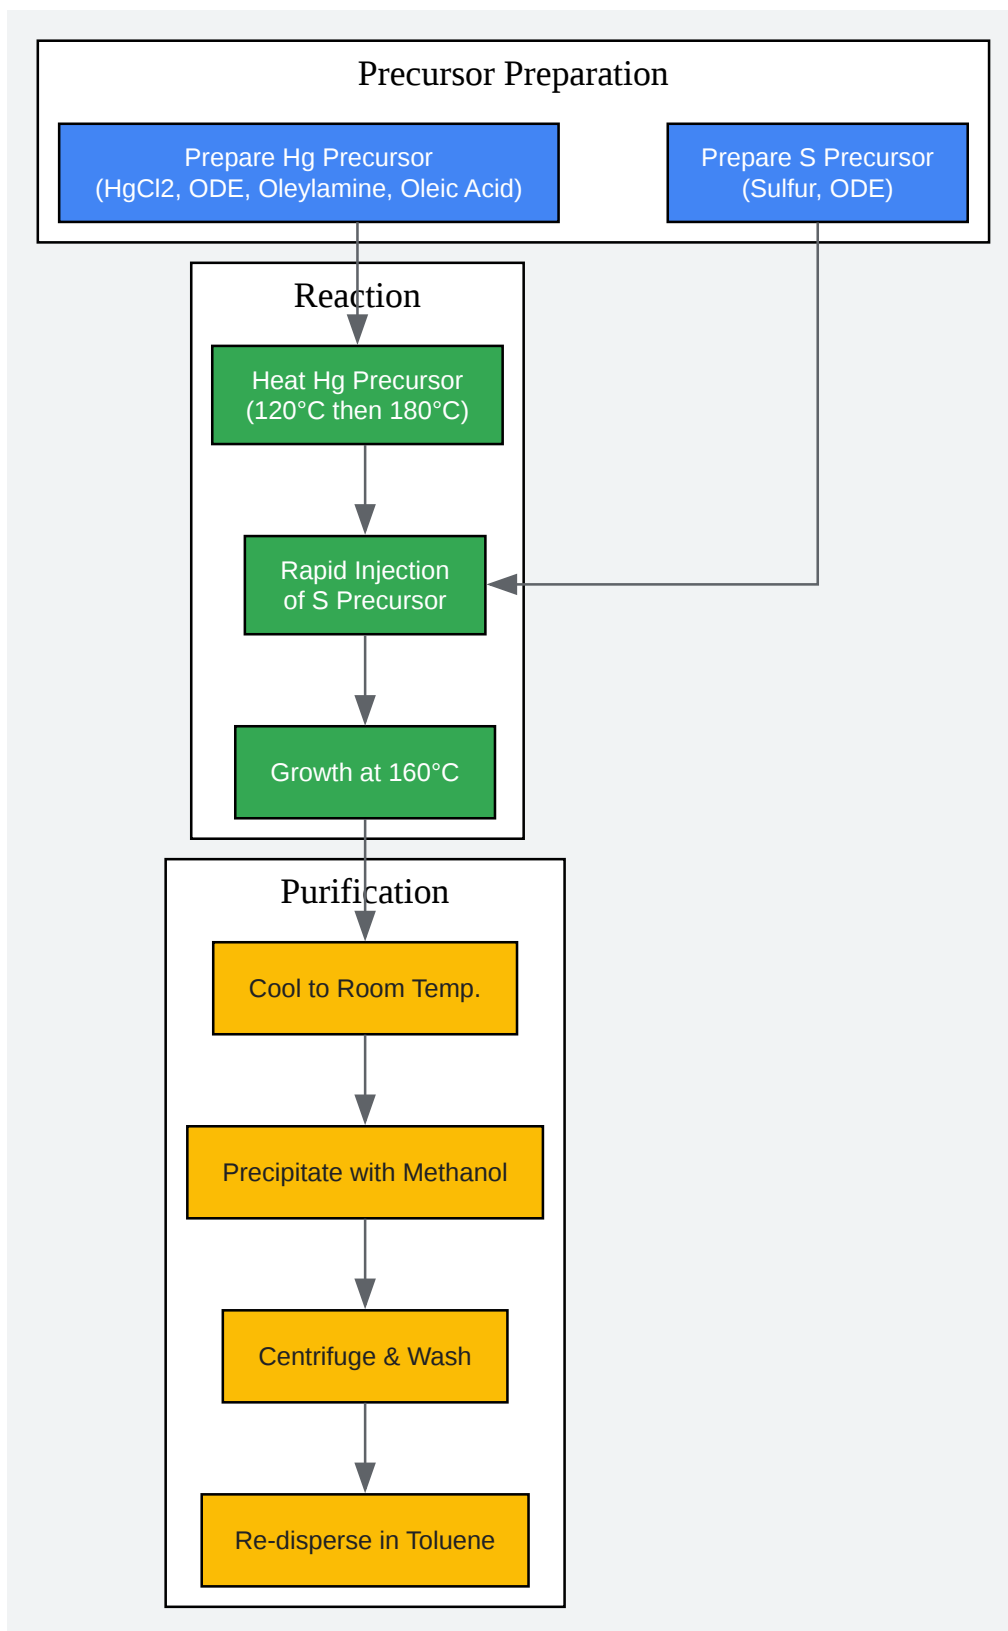 Precursor Preparation
Prepare Hg Precursor
(HgCl2, ODE, Oleylamine, Oleic Acid)
Prepare S Precursor
(Sulfur, ODE)
Reaction
Heat Hg Precursor
(120°C then 180°C)
Rapid Injection
of S Precursor
Growth at 160°C
Purification
Cool to Room Temp.
Precipitate with Methanol
Centrifuge & Wash
Re-disperse in Toluene